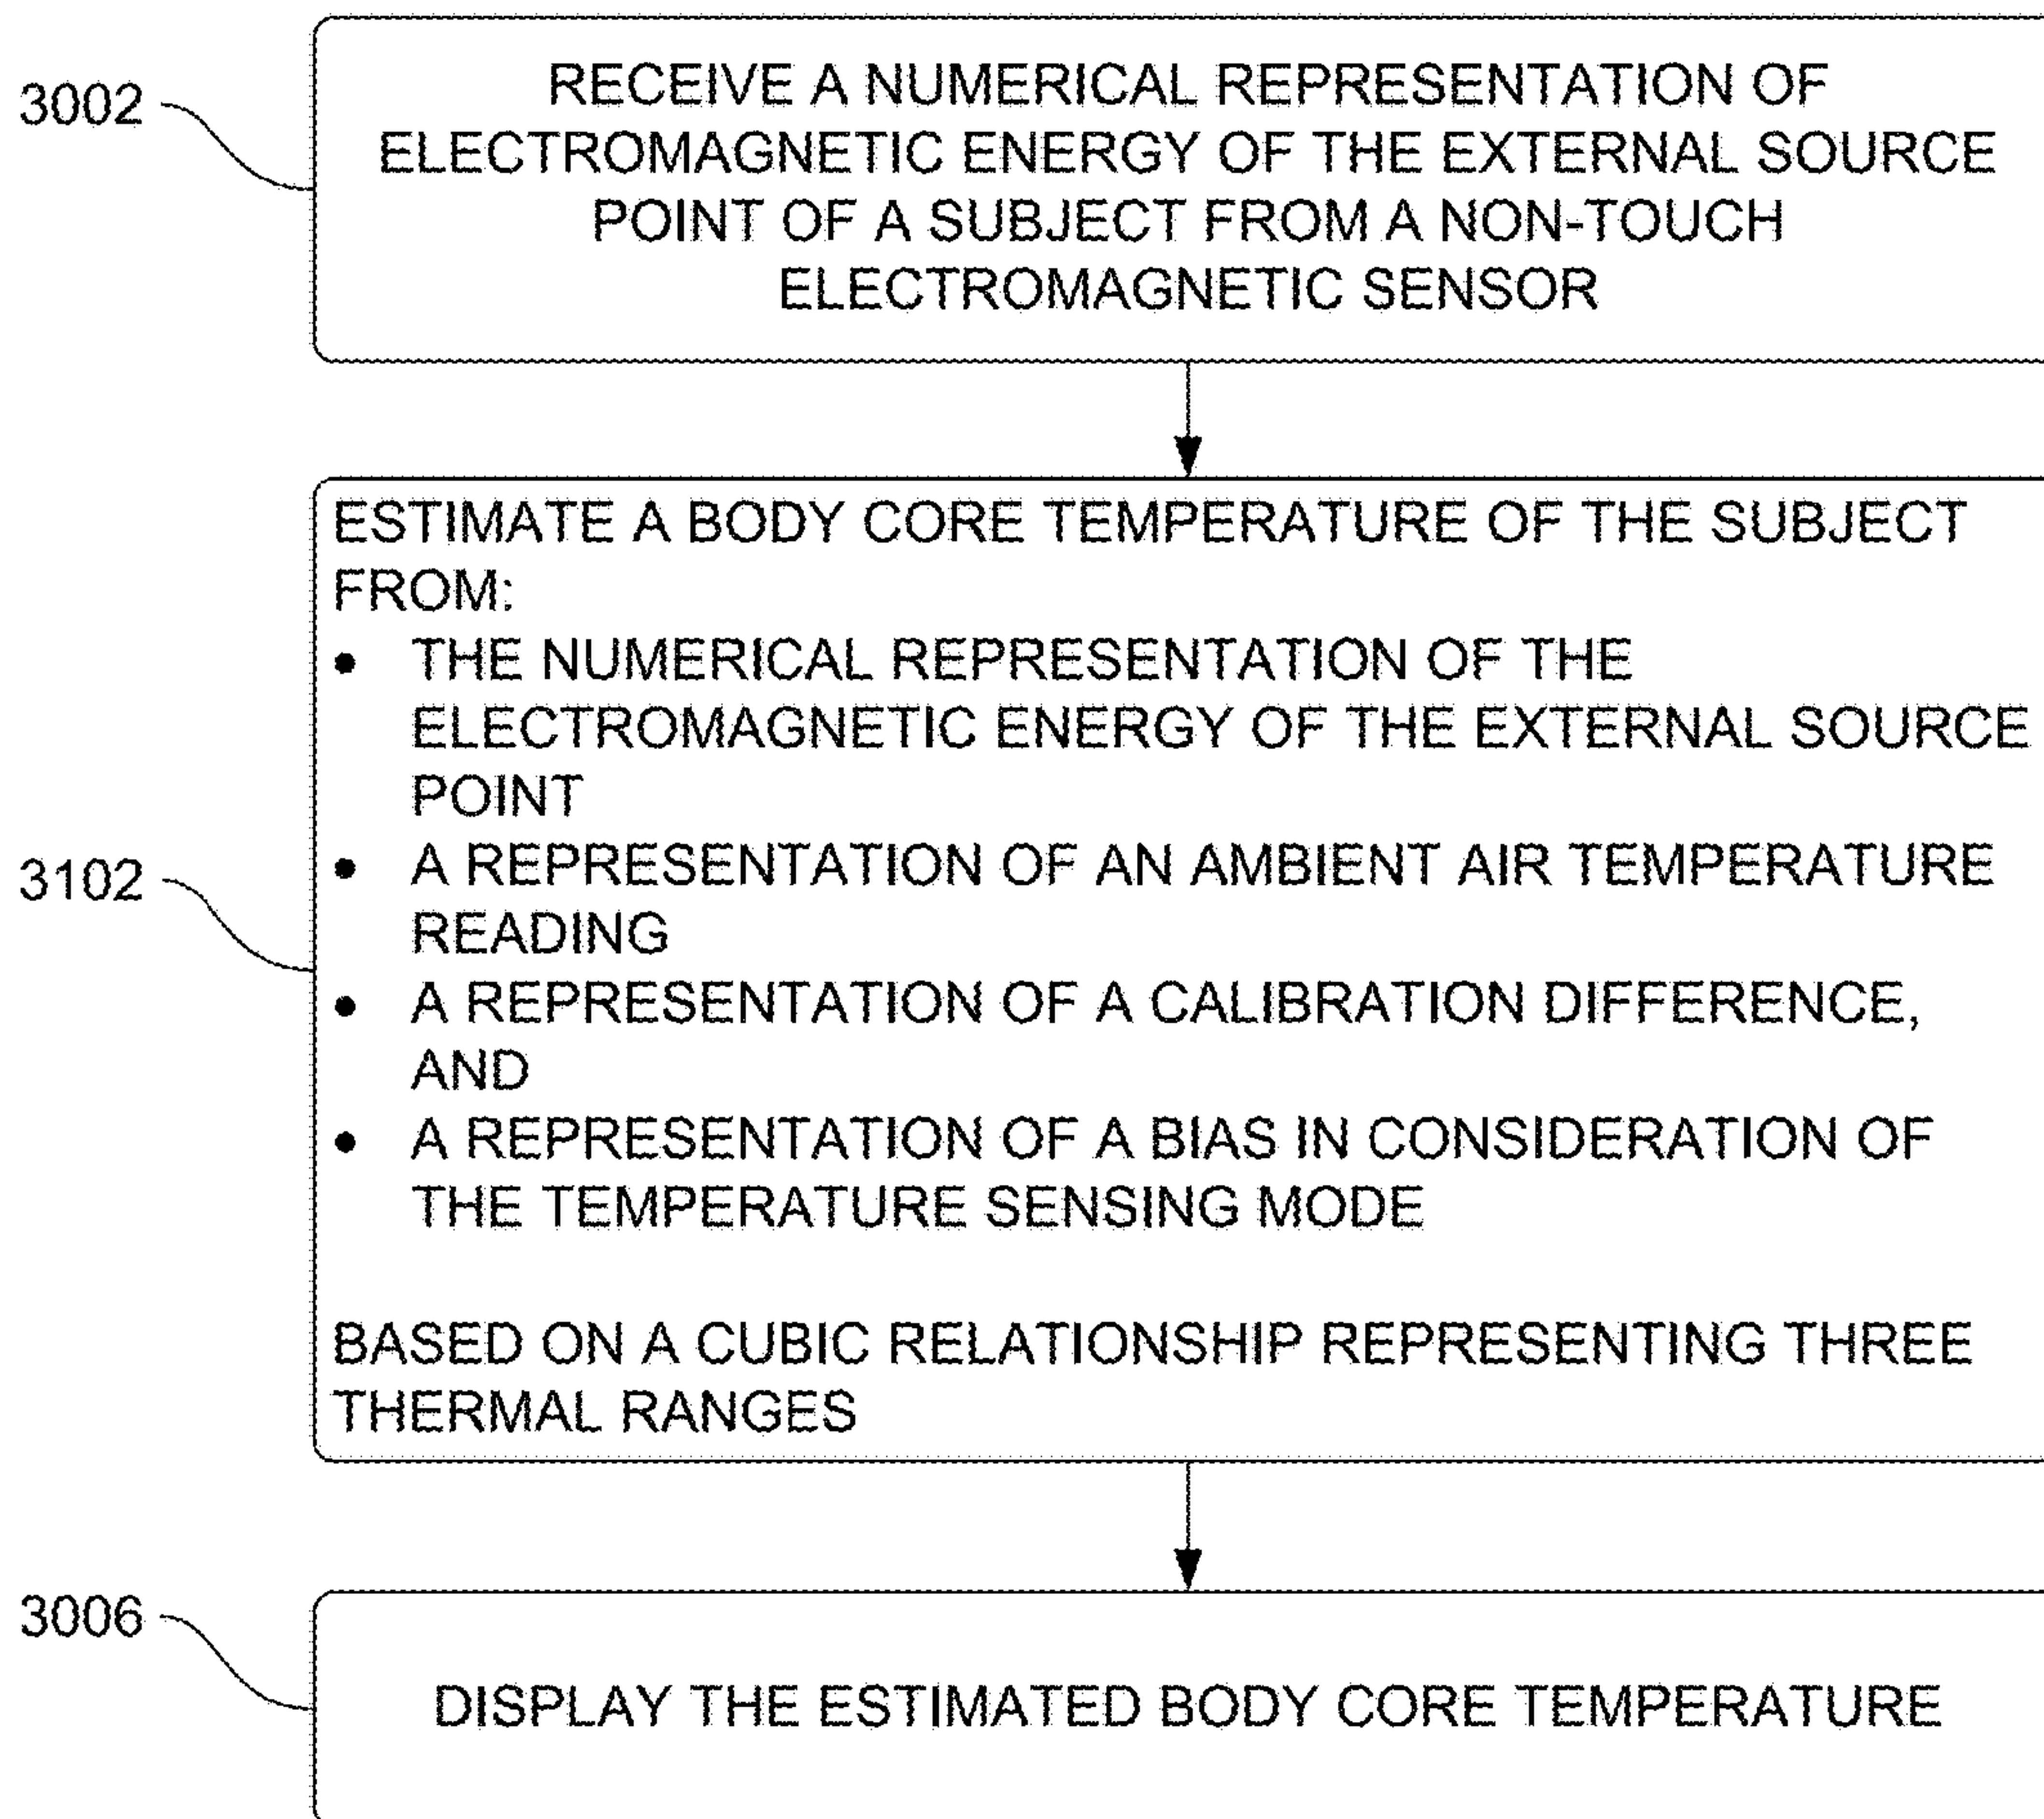 3002
RECEIVE A NUMERICAL REPRESENTATION OF
ELECTROMAGNETIC ENERGY OF THE EXTERNAL SOURCE
POINT OF A SUBJECT FROM A NON-TOUCH
ELECTROMAGNETIC SENSOR
3102
ESTIMATE A BODY CORE TEMPERATURE OF THE SUBJECT
FROM:
• THE NUMERICAL REPRESENTATION OF THE
ELECTROMAGNETIC ENERGY OF THE EXTERNAL SOURCE
POINT
• A REPRESENTATION OF AN AMBIENT AIR TEMPERATURE
READING
• A REPRESENTATION OF A CALIBRATION DIFFERENCE,
AND
• A REPRESENTATION OF A BIAS IN CONSIDERATION OF
THE TEMPERATURE SENSING MODE
BASED ON A CUBIC RELATIONSHIP REPRESENTING THREE
THERMAL RANGES
3006
DISPLAY THE ESTIMATED BODY CORE TEMPERATURE